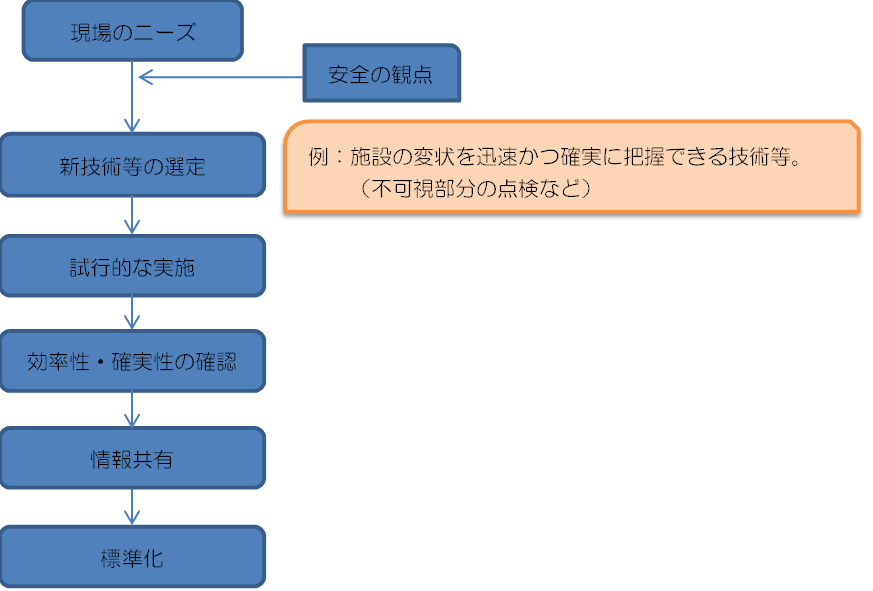 現場のニーズ
安全の観点
新技術等の選定
例：施設の変状を迅速かつ確実に把握できる技術等。
（不可視部分の点検など）
試行的な実施
効率性・確実性の確認
情報共有
標準化